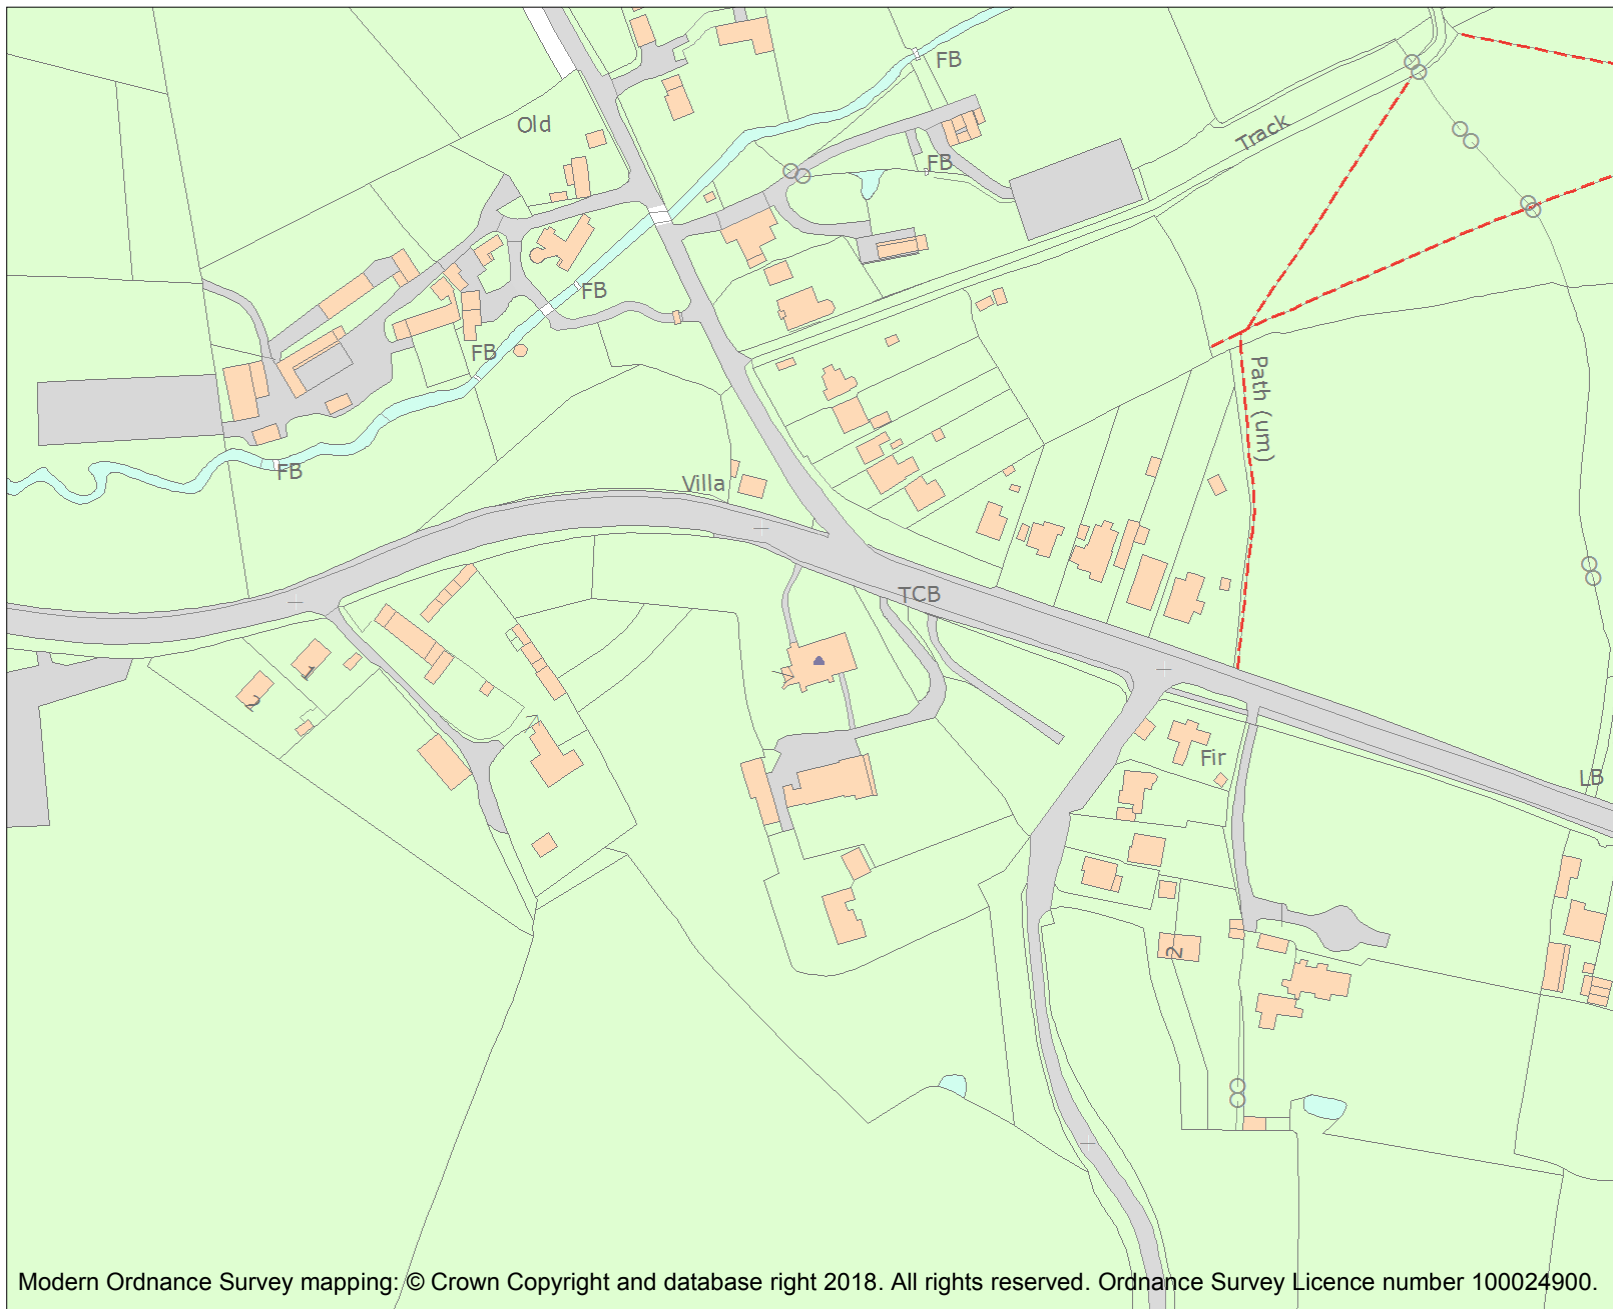 FB
Old
Track
FB
FB
FB
Path (um)
FB
Villa
TCB
1
2
Fir
LB
2
Modern Ordnance Survey mapping: © Crown Copyright and database right 2018. All rights reserved. Ordnance Survey Licence number 100024900.